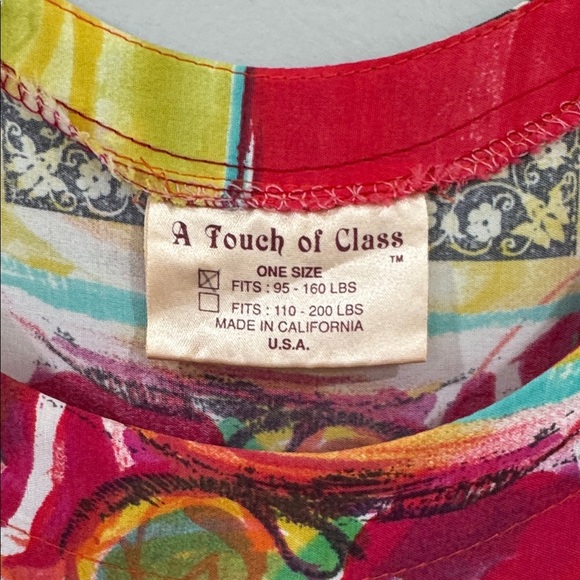 A Touch of Class
™
ONE SIZE
☒ FITS : 95 - 160 LBS
☐ FITS : 110 - 200 LBS
MADE IN CALIFORNIA
U.S.A.